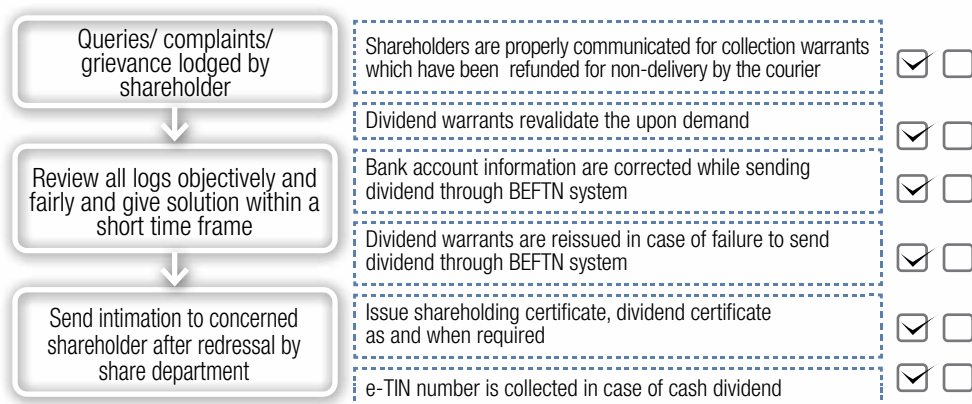 Queries/ complaints/
grievance lodged by
shareholder
Review all logs objectively and
fairly and give solution within a
short time frame
Send intimation to concerned
shareholder after redressal by
share department
Shareholders are properly communicated for collection warrants
which have been refunded for non-delivery by the courier
Dividend warrants revalidate the upon demand
Bank account information are corrected while sending
dividend through BEFTN system
Dividend warrants are reissued in case of failure to send
dividend through BEFTN system
Issue shareholding certificate, dividend certificate
as and when required
e-TIN number is collected in case of cash dividend